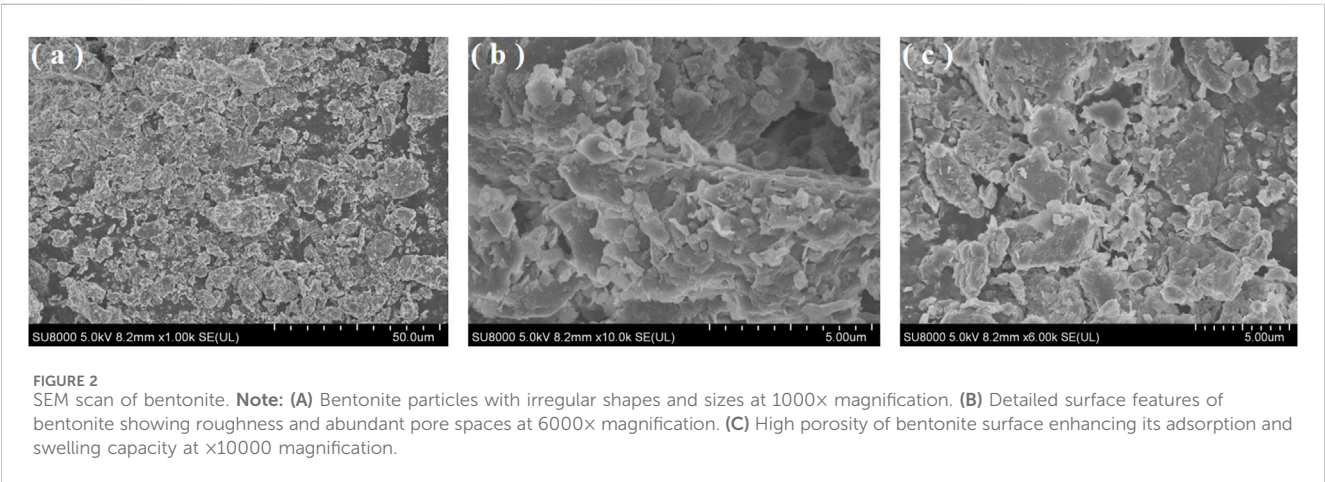 ( a )
( b )
( c )
SU8000 5.0kV 8.2mm x1.00k SE(UL) 50.0um
SU8000 5.0kV 8.2mm x10.0k SE(UL) 5.00um
SU8000 5.0kV 8.2mm x6.00k SE(UL) 5.00um
FIGURE 2
SEM scan of bentonite. Note: (A) Bentonite particles with irregular shapes and sizes at 1000× magnification. (B) Detailed surface features of
bentonite showing roughness and abundant pore spaces at 6000× magnification. (C) High porosity of bentonite surface enhancing its adsorption and
swelling capacity at ×10000 magnification.